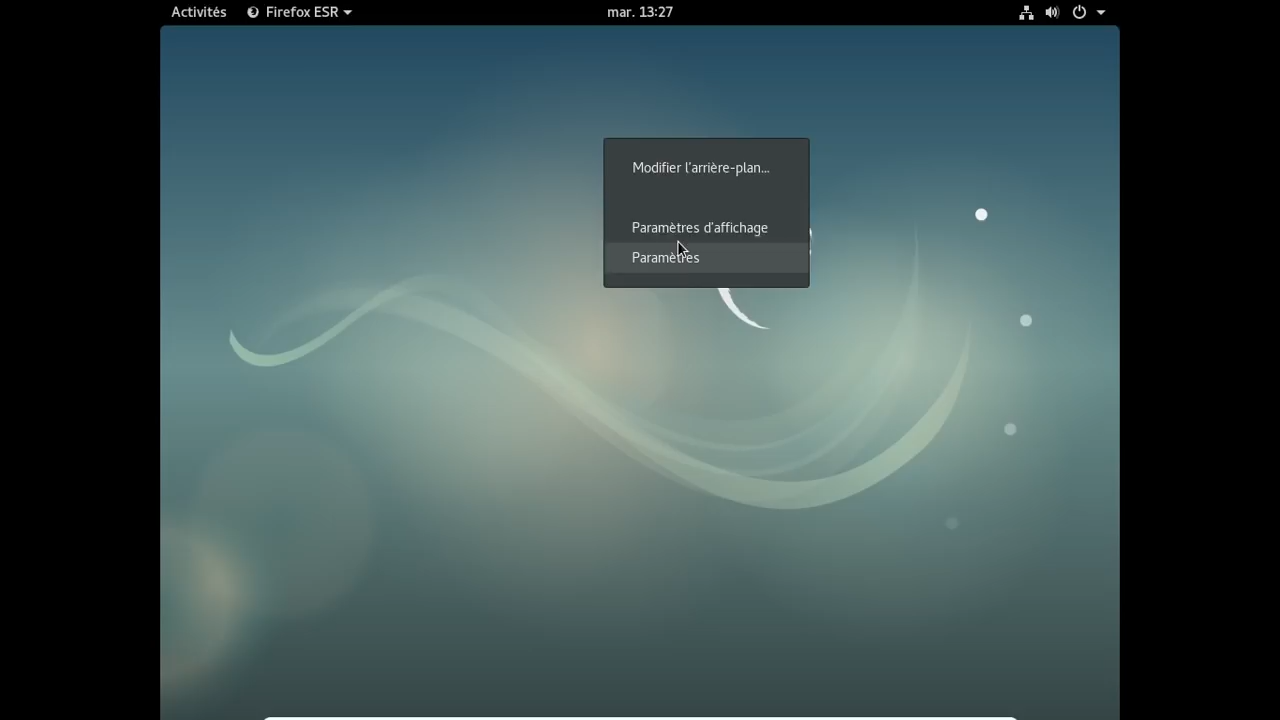 Activités Firefox ESR mar. 13:27
Modifier l'arrière-plan…
Paramètres d'affichage
Paramètres